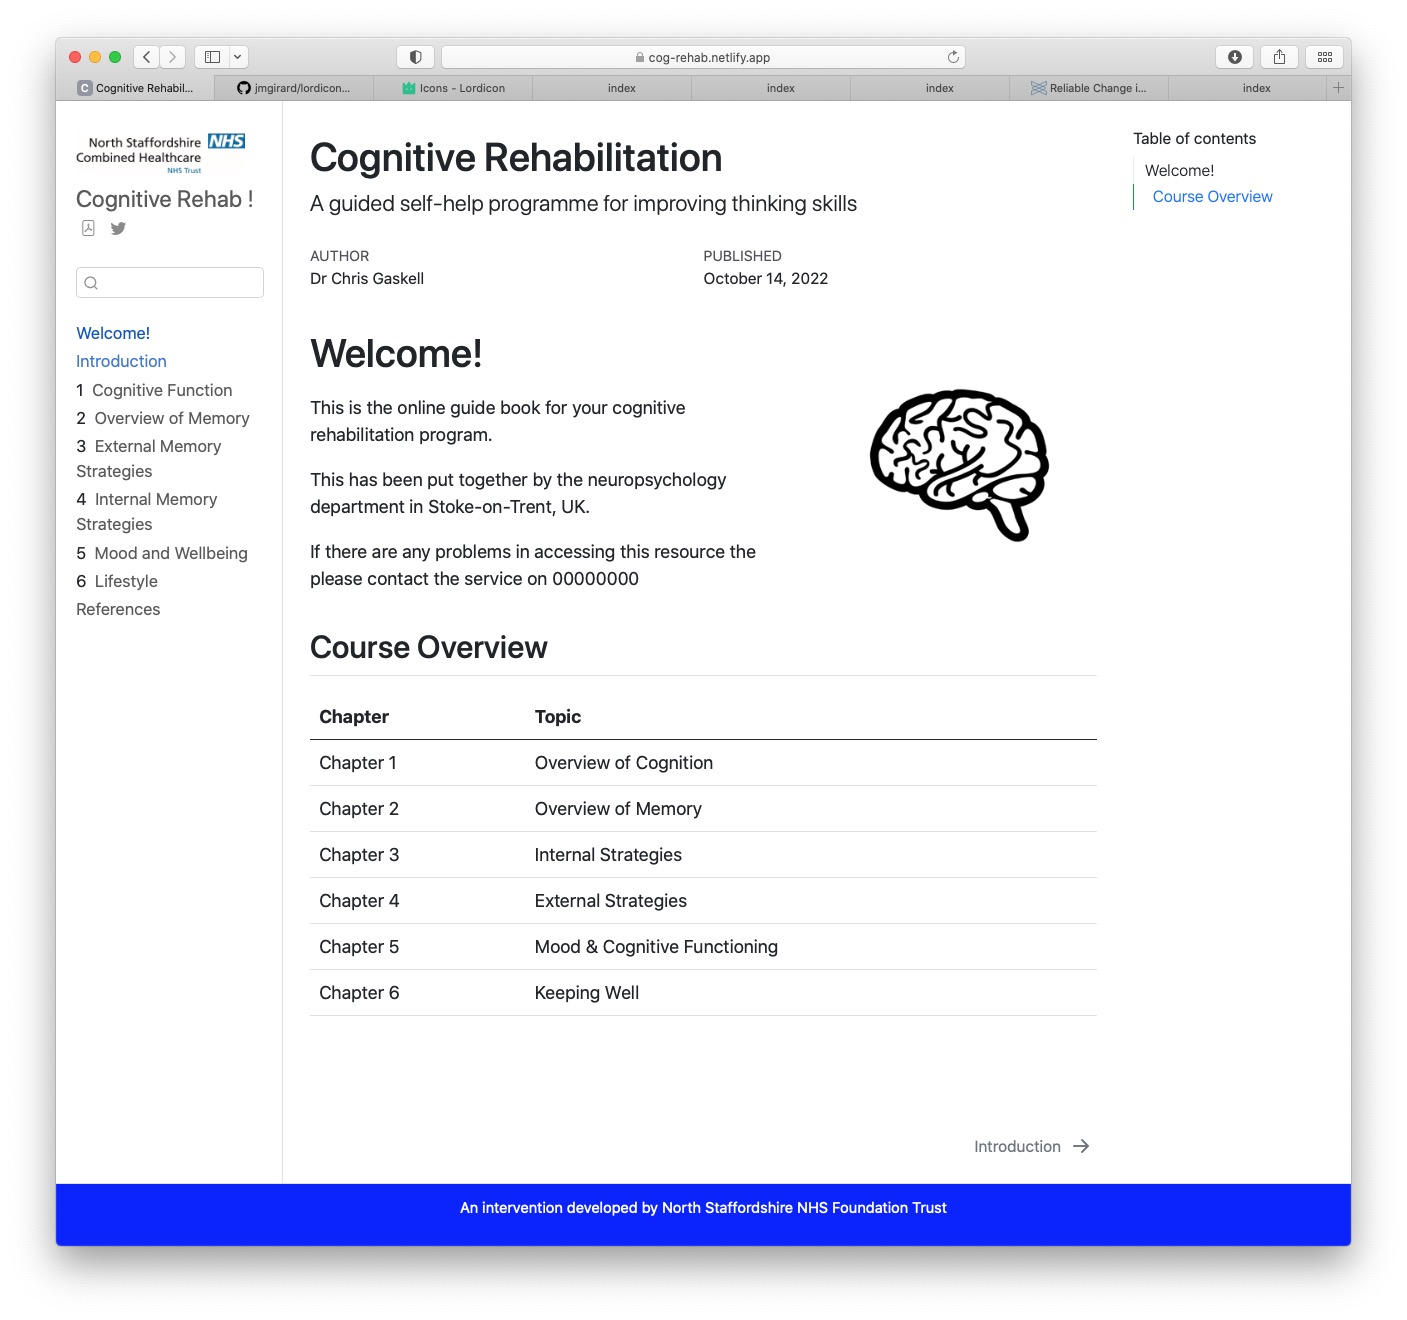 cog-rehab.netlify.app
C Cognitive Rehabil...
jmgirard/lordicon...
Icons - Lordicon
index
index
index
Reliable Change i...
index
North Staffordshire NHS
Combined Healthcare
NHS Trust
Cognitive Rehab !
Welcome!
Introduction
1 Cognitive Function
2 Overview of Memory
3 External Memory
Strategies
4 Internal Memory
Strategies
5 Mood and Wellbeing
6 Lifestyle
References
Cognitive Rehabilitation
A guided self-help programme for improving thinking skills
AUTHOR
Dr Chris Gaskell
PUBLISHED
October 14, 2022
Welcome!
This is the online guide book for your cognitive
rehabilitation program.
This has been put together by the neuropsychology
department in Stoke-on-Trent, UK.
If there are any problems in accessing this resource the
please contact the service on 00000000
Course Overview
Chapter Topic
Chapter 1 Overview of Cognition
Chapter 2 Overview of Memory
Chapter 3 Internal Strategies
Chapter 4 External Strategies
Chapter 5 Mood & Cognitive Functioning
Chapter 6 Keeping Well
Introduction
Table of contents
Welcome!
Course Overview
An intervention developed by North Staffordshire NHS Foundation Trust